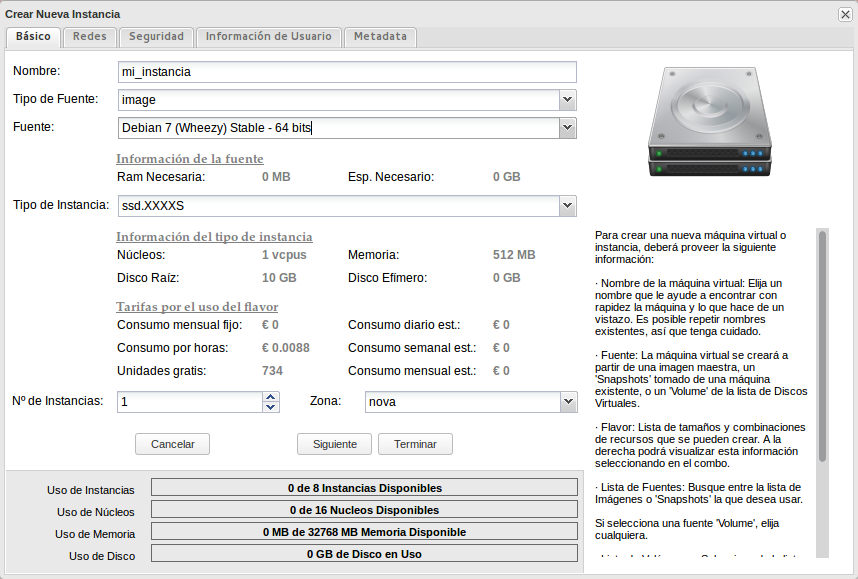 Crear Nueva Instancia
Básico Redes Seguridad Información de Usuario Metadata
Nombre: mi_instancia
Tipo de Fuente: image
Fuente: Debian 7 (Wheezy) Stable - 64 bits
Información de la fuente
Ram Necesaria: 0 MB Esp. Necesario: 0 GB
Tipo de Instancia: ssd.XXXXS
Información del tipo de instancia
Núcleos: 1 vcpus Memoria: 512 MB
Disco Raíz: 10 GB Disco Efímero: 0 GB
Tarifas por el uso del flavor
Consumo mensual fijo: € 0 Consumo diario est.: € 0
Consumo por horas: € 0.0088 Consumo semanal est.: € 0
Unidades gratis: 734 Consumo mensual est.: € 0
Nº de Instancias: 1 Zona: nova
Cancelar Siguiente Terminar
Uso de Instancias 0 de 8 Instancias Disponibles
Uso de Núcleos 0 de 16 Nucleos Disponibles
Uso de Memoria 0 MB de 32768 MB Memoria Disponible
Uso de Disco 0 GB de Disco en Uso
Para crear una nueva máquina virtual o
instancia, deberá proveer la siguiente
información:
· Nombre de la máquina virtual: Elija un
nombre que le ayude a encontrar con
rapidez la máquina y lo que hace de un
vistazo. Es posible repetir nombres
existentes, así que tenga cuidado.
· Fuente: La máquina virtual se creará a
partir de una imagen maestra, un
'Snapshots' tomado de una máquina
existente, o un 'Volume' de la lista de Discos
Virtuales.
· Flavor: Lista de tamaños y combinaciones
de recursos que se pueden crear. A la
derecha podrá visualizar esta información
seleccionando en el combo.
· Lista de Fuentes: Busque entre la lista de
Imágenes o 'Snapshots' la que desea usar.
Si selecciona una fuente 'Volume', elija
cualquiera.